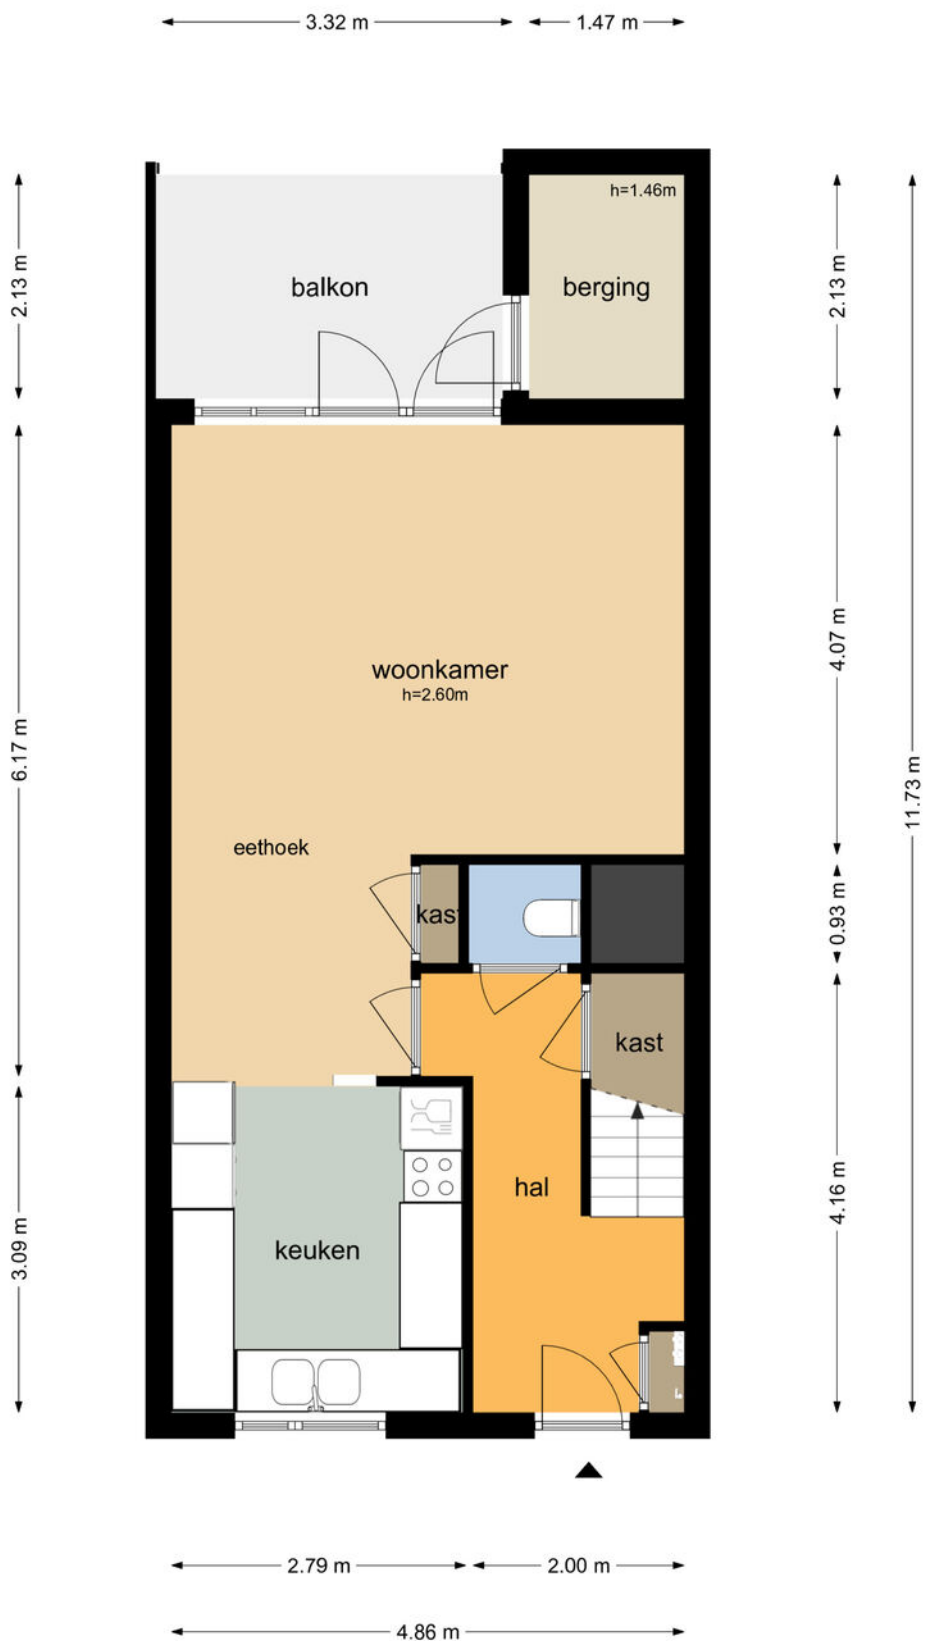 3.32 m
1.47 m
h=1.46m
balkon
berging
2.13 m
2.13 m
woonkamer
h=2.60m
4.07 m
6.17 m
11.73 m
eethoek
kast
0.93 m
kast
hal
4.16 m
keuken
3.09 m
2.79 m
2.00 m
4.86 m